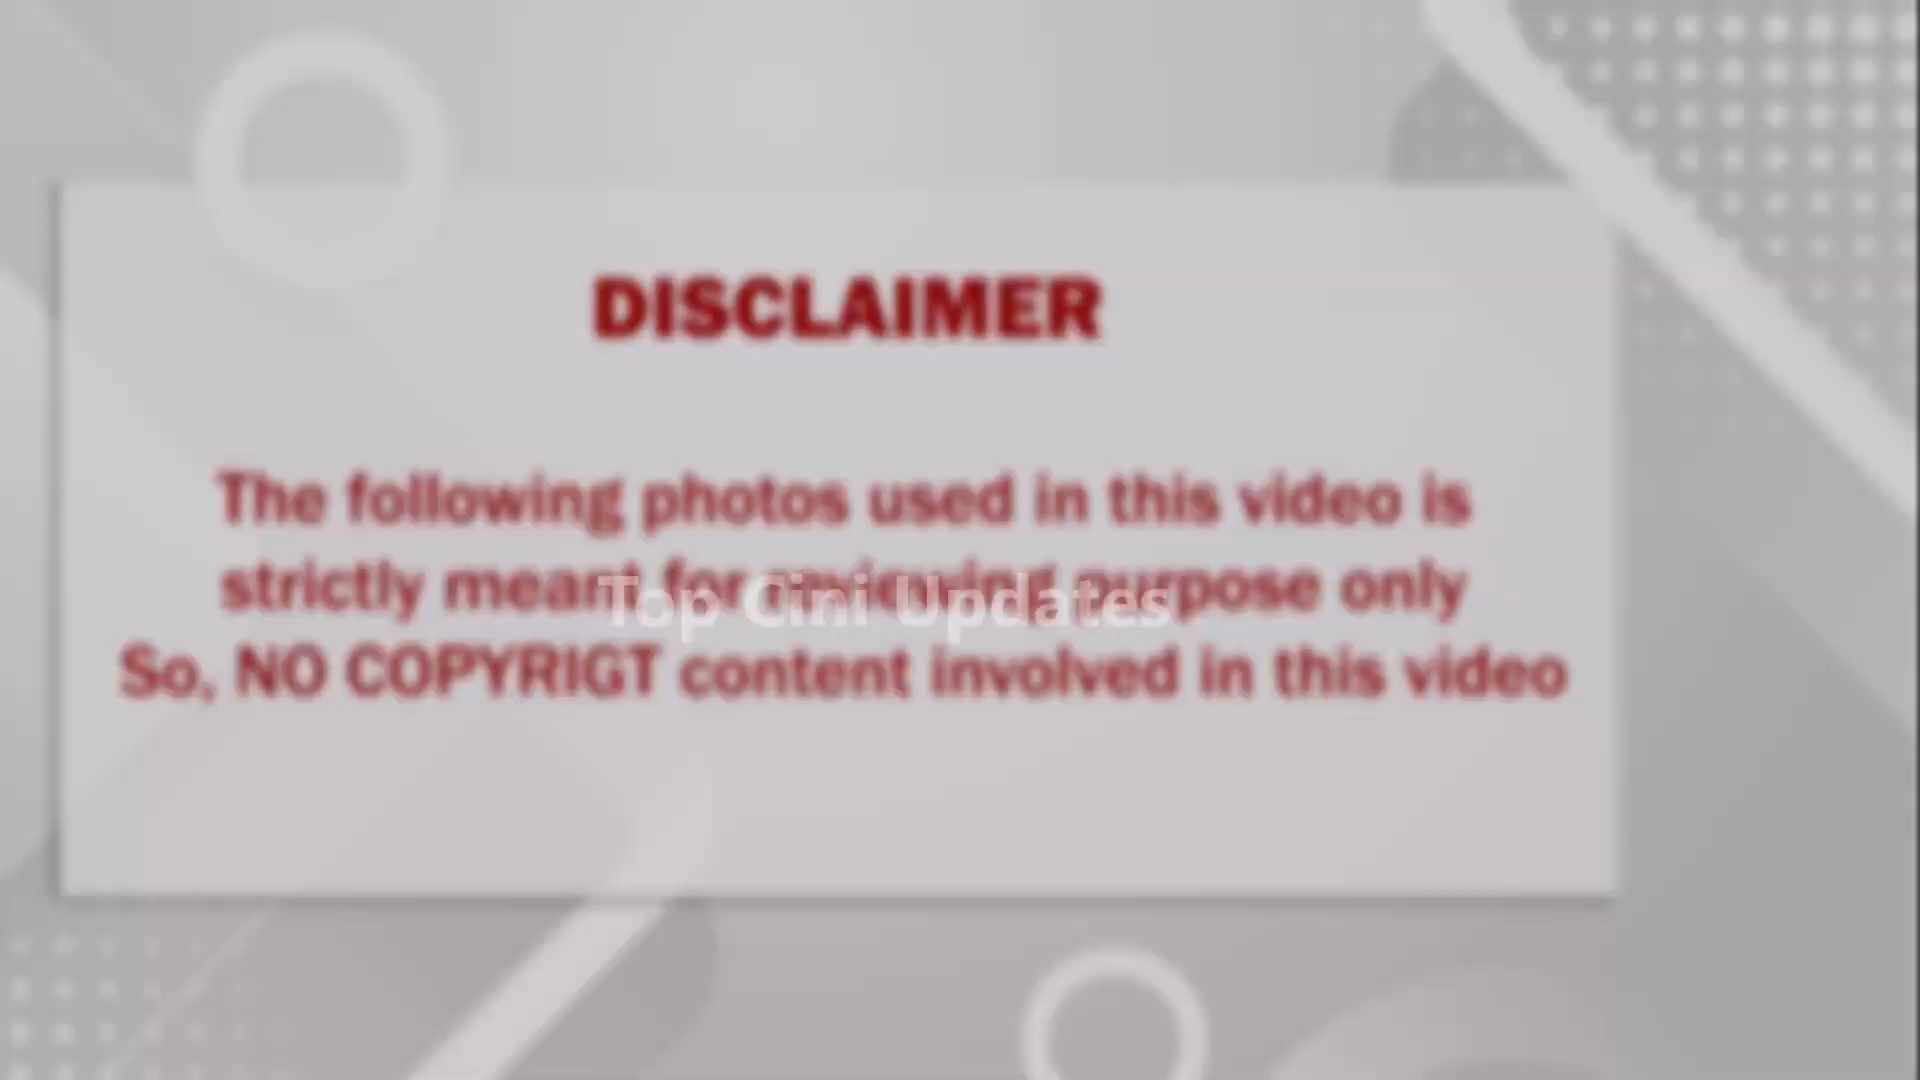 DISCLAIMER
The following photos used in this video is
strictly meant for reviewing purpose only
Top Cini Updates
So, NO COPYRIGT content involved in this video